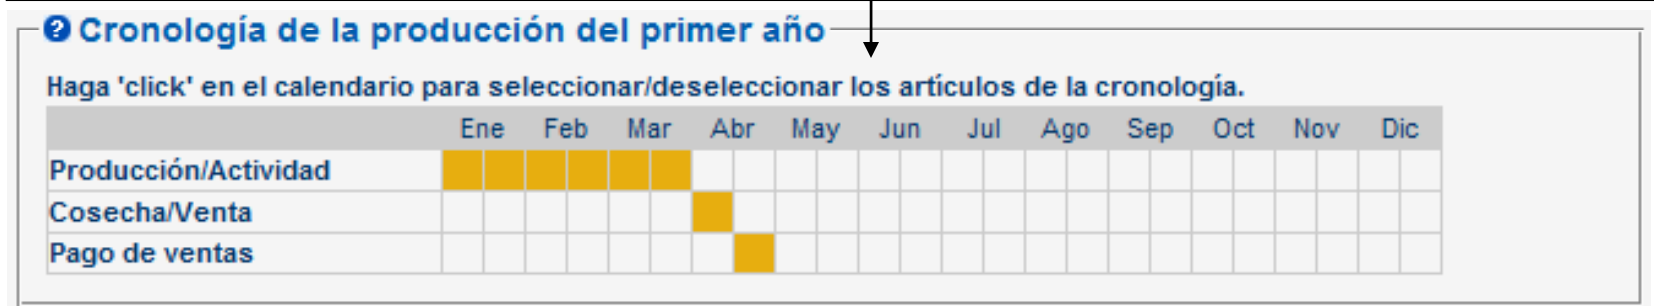 ? Cronología de la producción del primer año
Haga 'click' en el calendario para seleccionar/deseleccionar los artículos de la cronología.
Ene Feb Mar Abr May Jun Jul Ago Sep Oct Nov Dic
Producción/Actividad
Cosecha/Venta
Pago de ventas